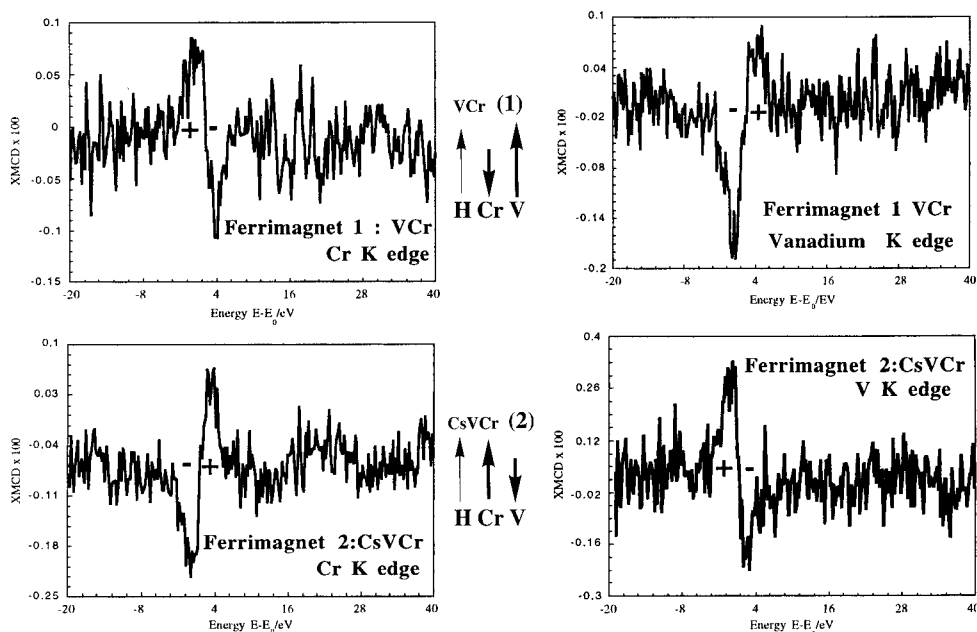 0.1
0.05
0
-0.05
-0.1
-0.15
XMCD x 100
+ -
Ferrimagnet 1 : VCr
Cr K edge
-20 -8 4 16 28 40
Energy E-E0/eV
VCr (1)
H Cr V
0.1
0.04
-0.02
-0.08
-0.14
-0.2
XMCD x 100
- +
Ferrimagnet 1 VCr
Vanadium K edge
-20 -8 4 16 28 40
Energy E-E0/EV
0.1
0.03
-0.04
-0.11
-0.18
-0.25
XMCD x 100
- +
Ferrimagnet 2:CsVCr
Cr K edge
-20 -8 4 16 28 40
Energy E-E0/eV
CsVCr (2)
H Cr V
0.4
0.26
0.12
-0.02
-0.16
-0.3
XMCD x 100
+ -
Ferrimagnet 2:CsVCr
V K edge
-20 -8 4 16 28 40
Energy E-E0/eV